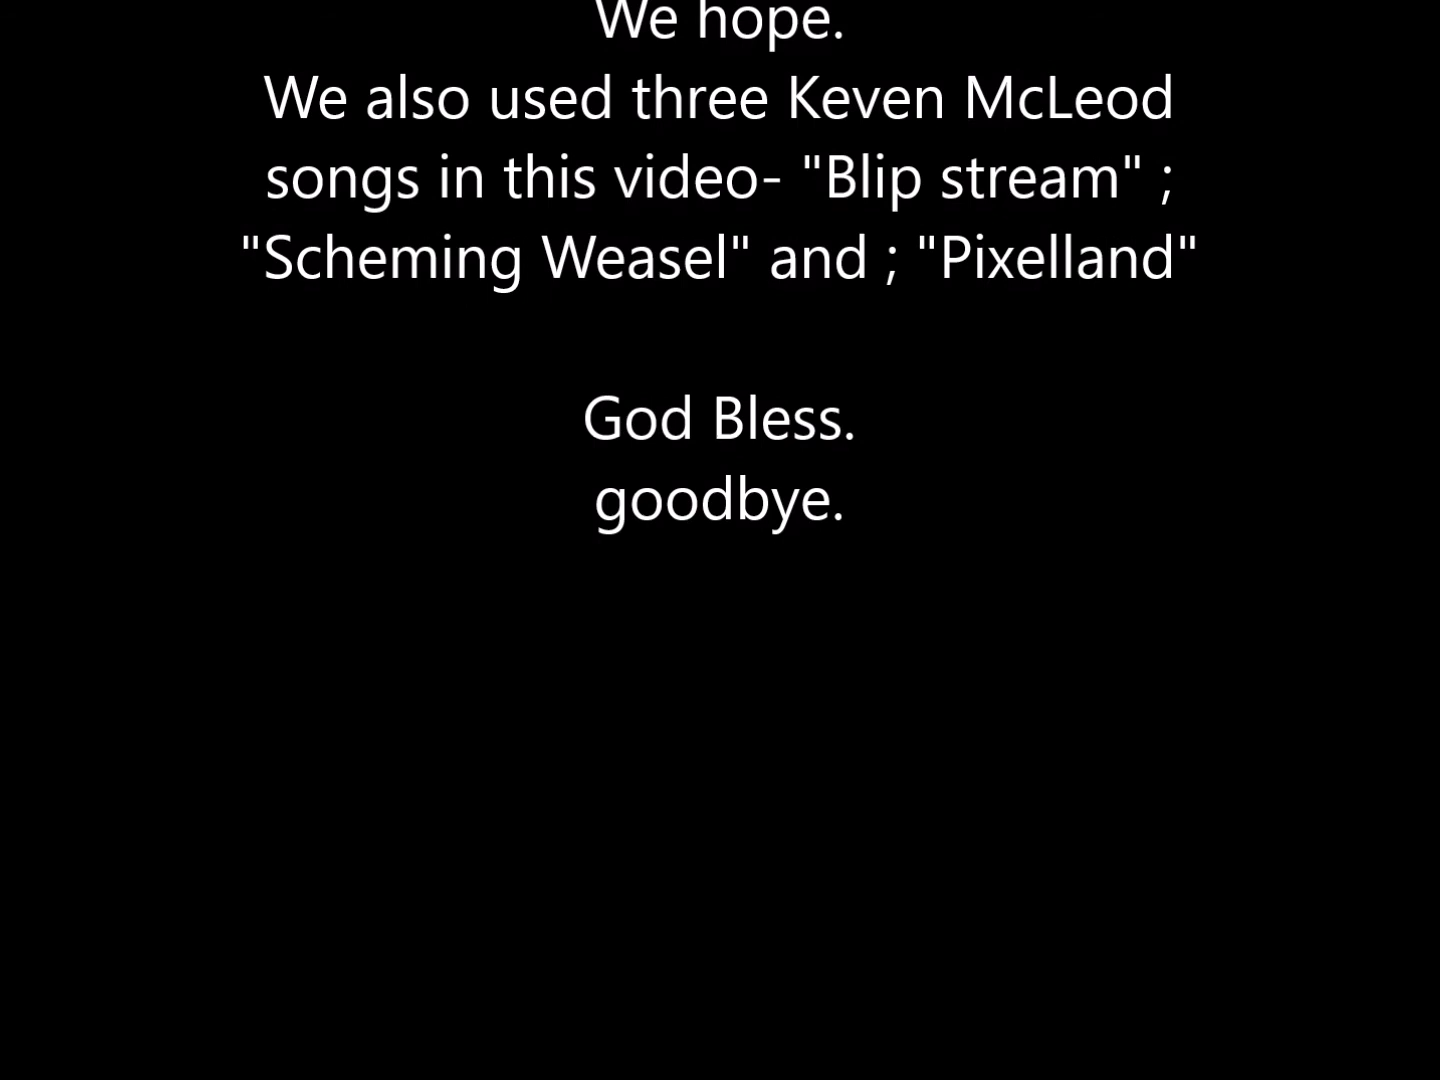 We hope.
We also used three Keven McLeod
songs in this video- "Blip stream" ;
"Scheming Weasel" and ; "Pixelland"
God Bless.
goodbye.